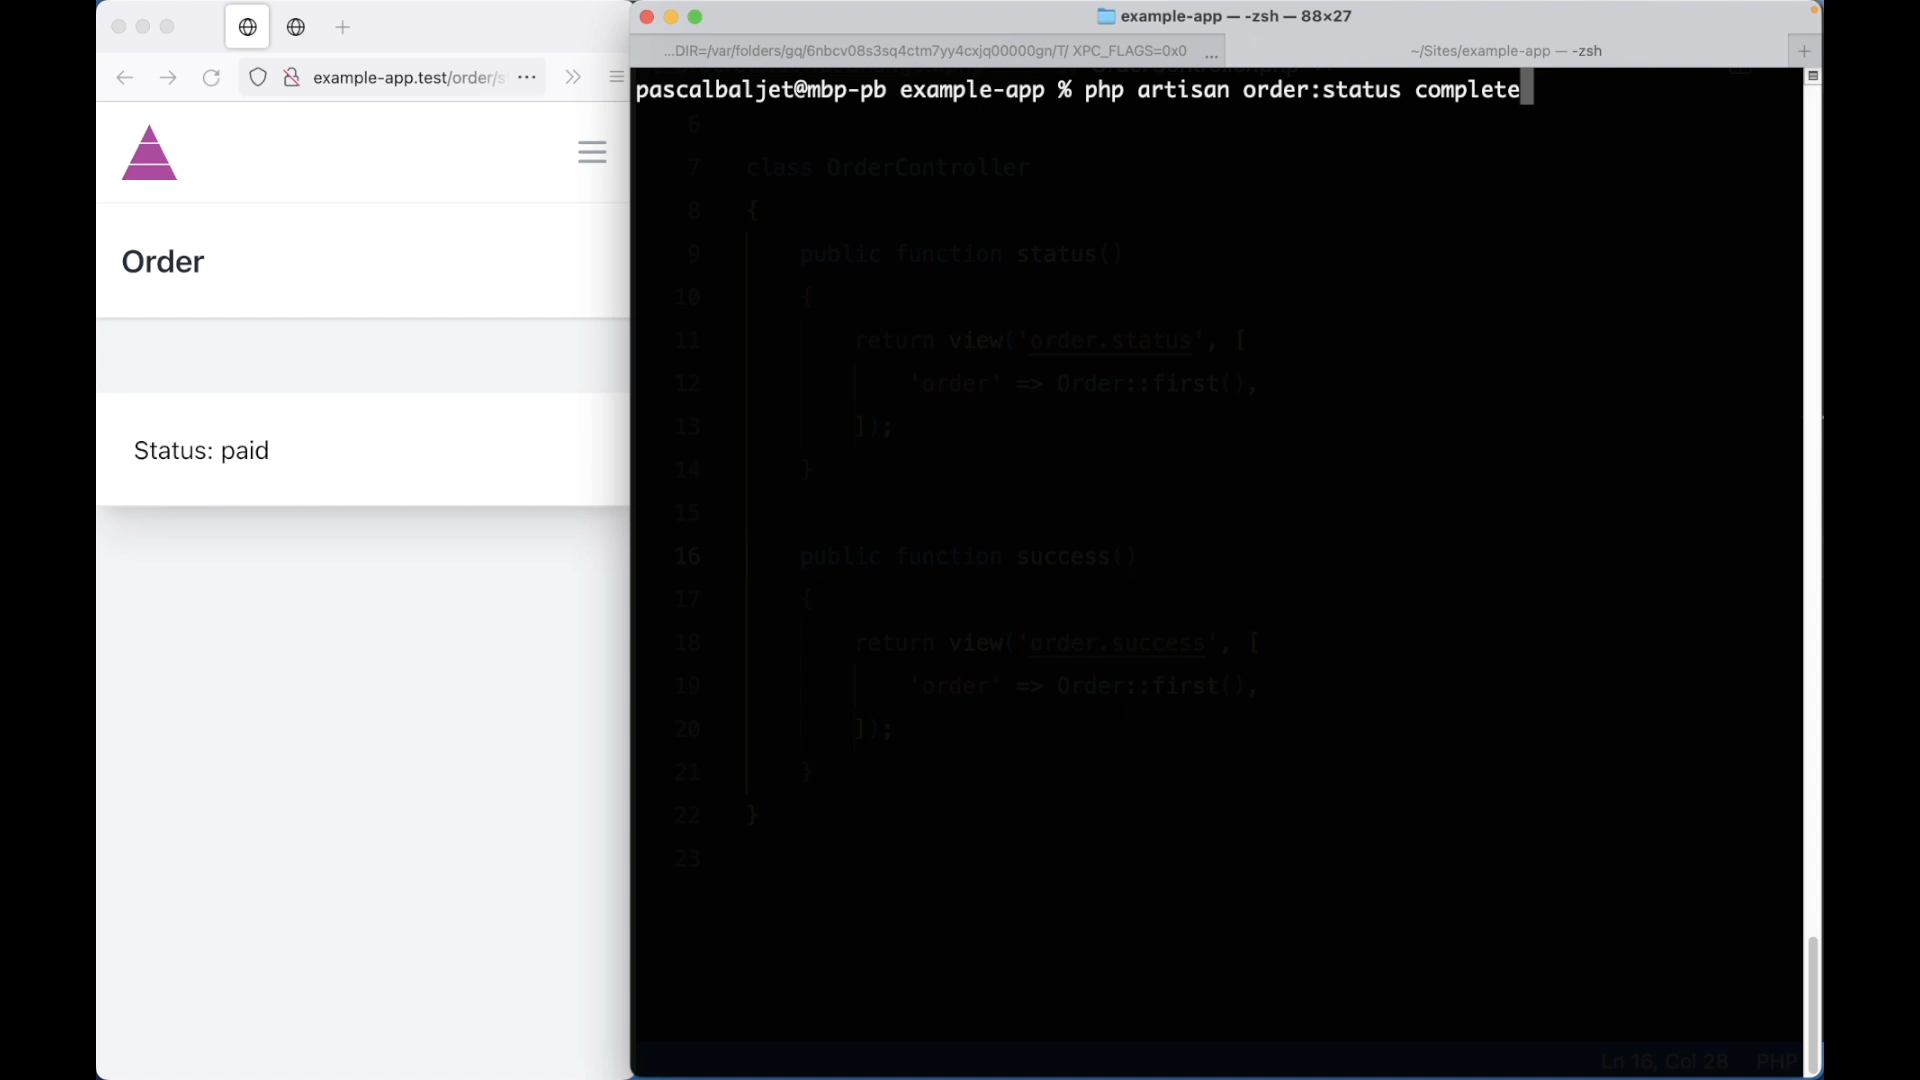 example-app.test/order/s
Order
Status: paid
example-app — -zsh — 88×27
...DIR=/var/folders/gq/6nbcv08s3sq4ctm7yy4cxjq00000gn/T/ XPC_FLAGS=0x0 ...
~/Sites/example-app — -zsh
pascalbaljet@mbp-pb example-app % php artisan order:status complete
6
7 class OrderController
8 {
9 public function status()
10 {
11 return view('order.status', [
12 'order' => Order::first(),
13 ]);
14 }
15
16 public function success()
17 {
18 return view('order.success', [
19 'order' => Order::first(),
20 ]);
21 }
22 }
23
Ln 16, Col 28 PHP